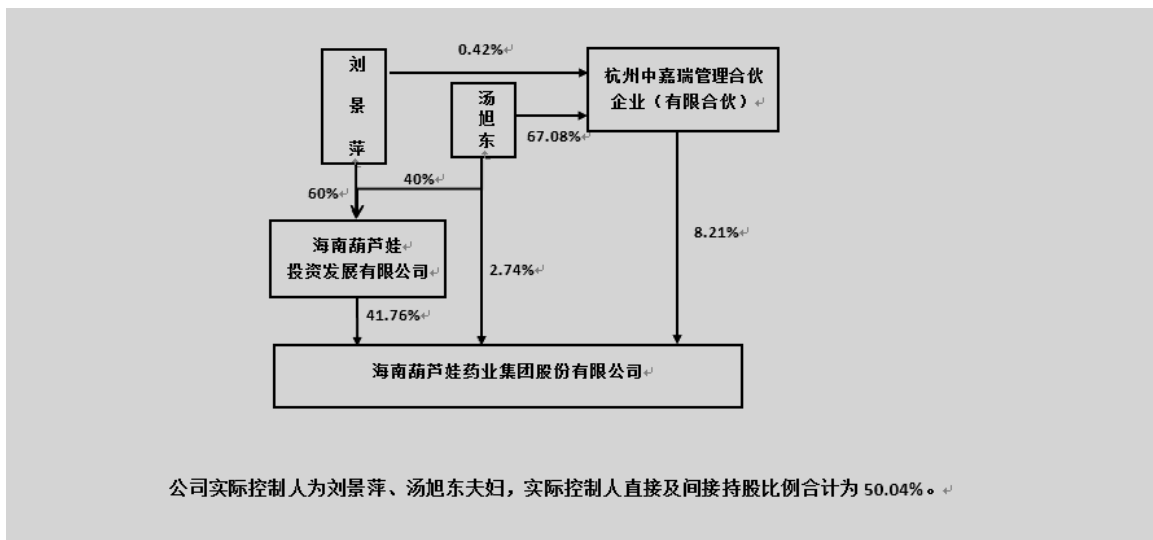 刘
景
萍
0.42%
汤
旭
东
杭州中嘉瑞管理合伙
企业（有限合伙）
67.08%
60%
40%
海南葫芦娃
投资发展有限公司
2.74%
8.21%
41.76%
海南葫芦娃药业集团股份有限公司
公司实际控制人为刘景萍、汤旭东夫妇，实际控制人直接及间接持股比例合计为 50.04%。